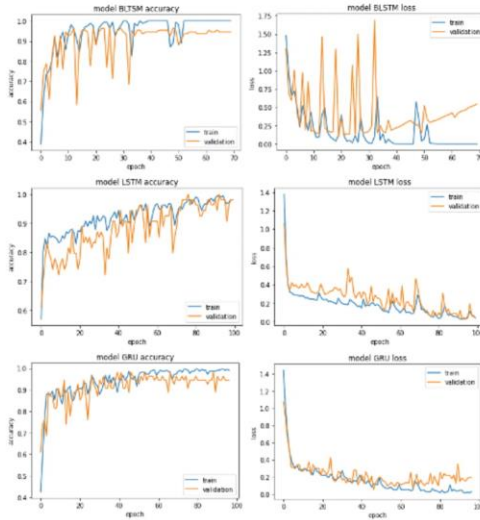 model BLTSM accuracy
1.0
0.9
0.8
0.7
0.6
0.5
0.4
accuracy
0 10 20 30 40 50 60 70
epoch
train
validation
model BLSTM loss
1.75
1.50
1.25
1.00
0.75
0.50
0.25
0.00
loss
0 10 20 30 40 50 60 70
epoch
train
validation
model LSTM accuracy
1.0
0.9
0.8
0.7
0.6
accuracy
0 20 40 60 80 100
epoch
train
validation
model LSTM loss
1.4
1.2
1.0
0.8
0.6
0.4
0.2
0.0
loss
0 20 40 60 80 100
epoch
train
validation
model GRU accuracy
1.0
0.9
0.8
0.7
0.6
0.5
0.4
accuracy
0 20 40 60 80 100
epoch
train
validation
model GRU loss
1.4
1.2
1.0
0.8
0.6
0.4
0.2
0.0
loss
0 20 40 60 80 100
epoch
train
validation